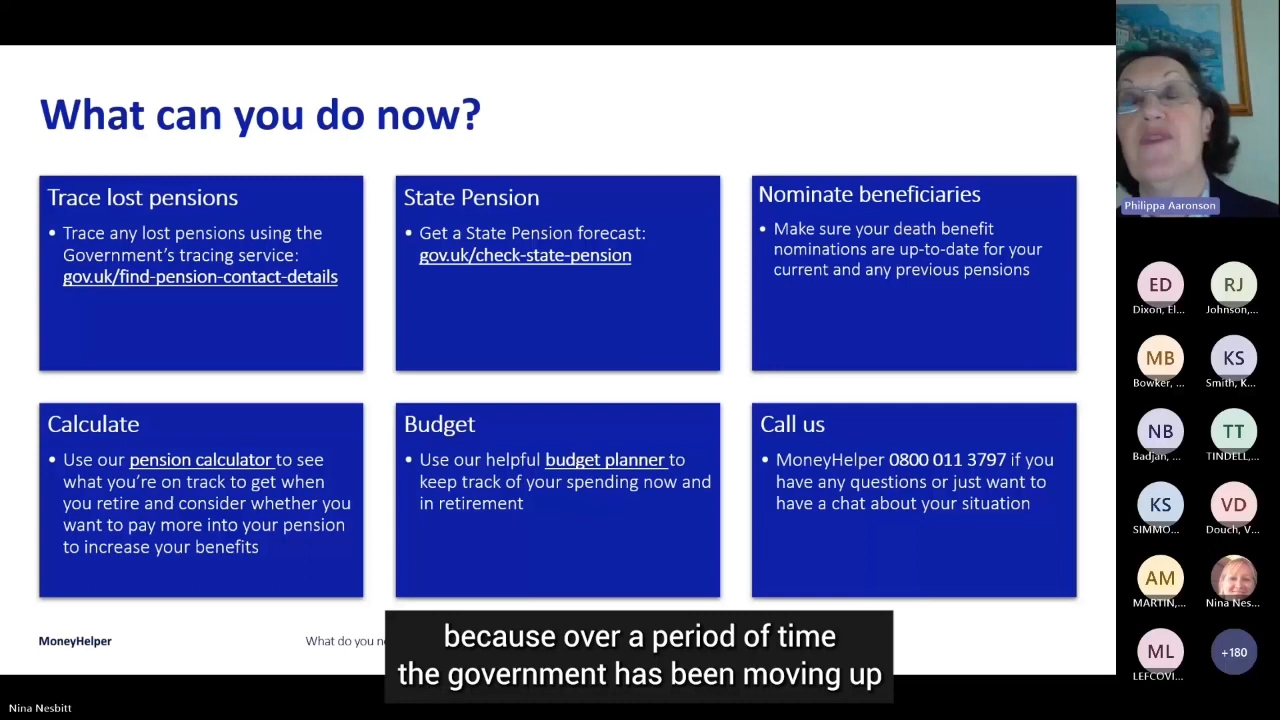 What can you do now?
Trace lost pensions
• Trace any lost pensions using the
Government's tracing service:
gov.uk/find-pension-contact-details
State Pension
• Get a State Pension forecast:
gov.uk/check-state-pension
Nominate beneficiaries
• Make sure your death benefit
nominations are up-to-date for your
current and any previous pensions
Calculate
• Use our pension calculator to see
what you're on track to get when
you retire and consider whether you
want to pay more into your pension
to increase your benefits
Budget
• Use our helpful budget planner to
keep track of your spending now and
in retirement
Call us
• MoneyHelper 0800 011 3797 if you
have any questions or just want to
have a chat about your situation
MoneyHelper
What do you n
because over a period of time
the government has been moving up
Nina Nesbitt
Philippa Aaronson
ED
Dixon, El...
RJ
Johnson,...
MB
Bowker, ...
KS
Smith, K...
NB
Badjan, ...
TT
TINDELL,...
KS
SIMMO...
VD
Douch, V...
AM
MARTIN,...
Nina Nes...
ML
LEFCOVI...
+180